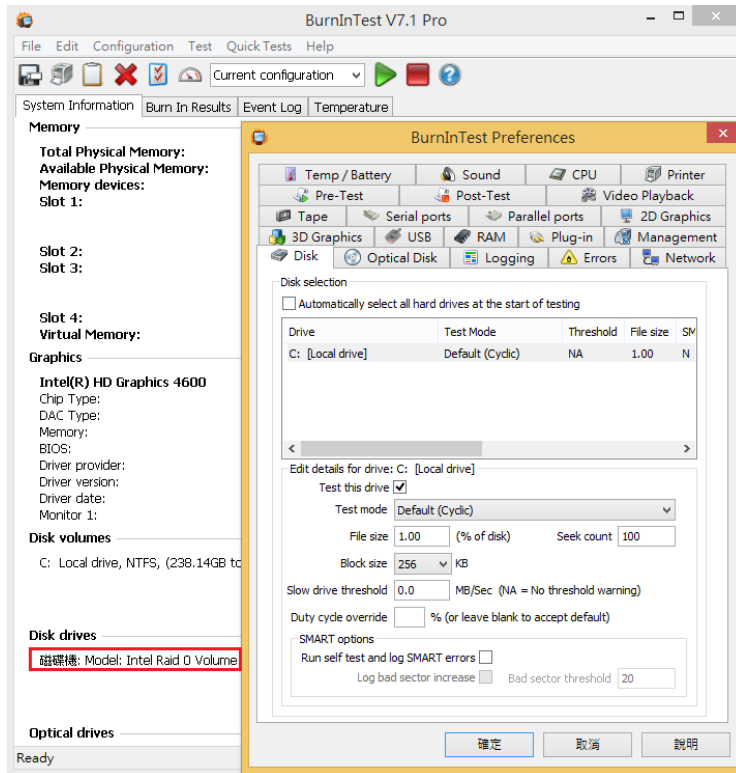 BurnInTest V7.1 Pro
File Edit Configuration Test Quick Tests Help
Current configuration
System Information Burn In Results Event Log Temperature
Memory
Total Physical Memory:
Available Physical Memory:
Memory devices:
Slot 1:
Slot 2:
Slot 3:
Slot 4:
Virtual Memory:
Graphics
Intel(R) HD Graphics 4600
Chip Type:
DAC Type:
Memory:
BIOS:
Driver provider:
Driver version:
Driver date:
Monitor 1:
Disk volumes
C: Local drive, NTFS, (238.14GB to
Disk drives
磁碟機: Model: Intel Raid 0 Volume
Optical drives
Ready
BurnInTest Preferences
Temp / Battery Sound CPU Printer
Pre-Test Post-Test Video Playback
Tape Serial ports Parallel ports 2D Graphics
3D Graphics USB RAM Plug-in Management
Disk Optical Disk Logging Errors Network
Disk selection
Automatically select all hard drives at the start of testing
Drive Test Mode Threshold File size SM
C: [Local drive] Default (Cyclic) NA 1.00 N
Edit details for drive: C: [Local drive]
Test this drive
Test mode Default (Cyclic)
File size 1.00 (% of disk) Seek count 100
Block size 256 KB
Slow drive threshold 0.0 MB/Sec (NA = No threshold warning)
Duty cycle override % (or leave blank to accept default)
SMART options
Run self test and log SMART errors
Log bad sector increase Bad sector threshold 20
確定 取消 說明